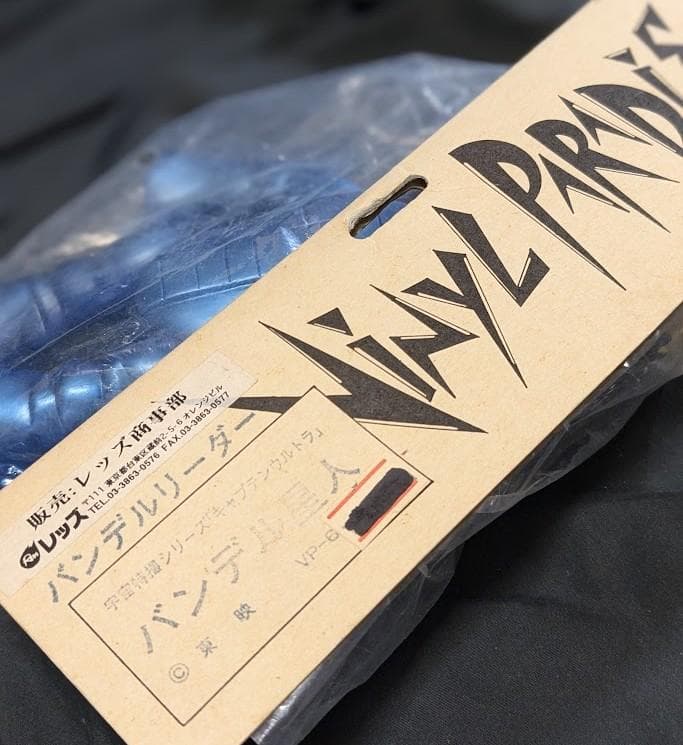 VINYL PARADIS
販売:レッズ商事部
レッズ
〒111 東京都台東区蔵前2-5-6 オレンヂビル
TEL.03-3863-0576 FAX.03-3863-0577
バンデルリーダー
宇宙特撮シリーズ「キャプテンウルトラ」
バンデル星人
VP-6
© 東映